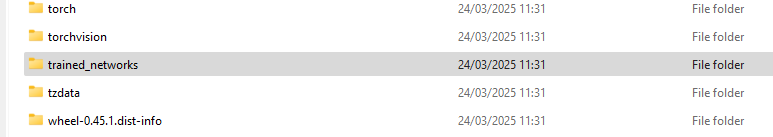 torch 24/03/2025 11:31 File folder
torchvision 24/03/2025 11:31 File folder
trained_networks 24/03/2025 11:31 File folder
tzdata 24/03/2025 11:31 File folder
wheel-0.45.1.dist-info 24/03/2025 11:31 File folder